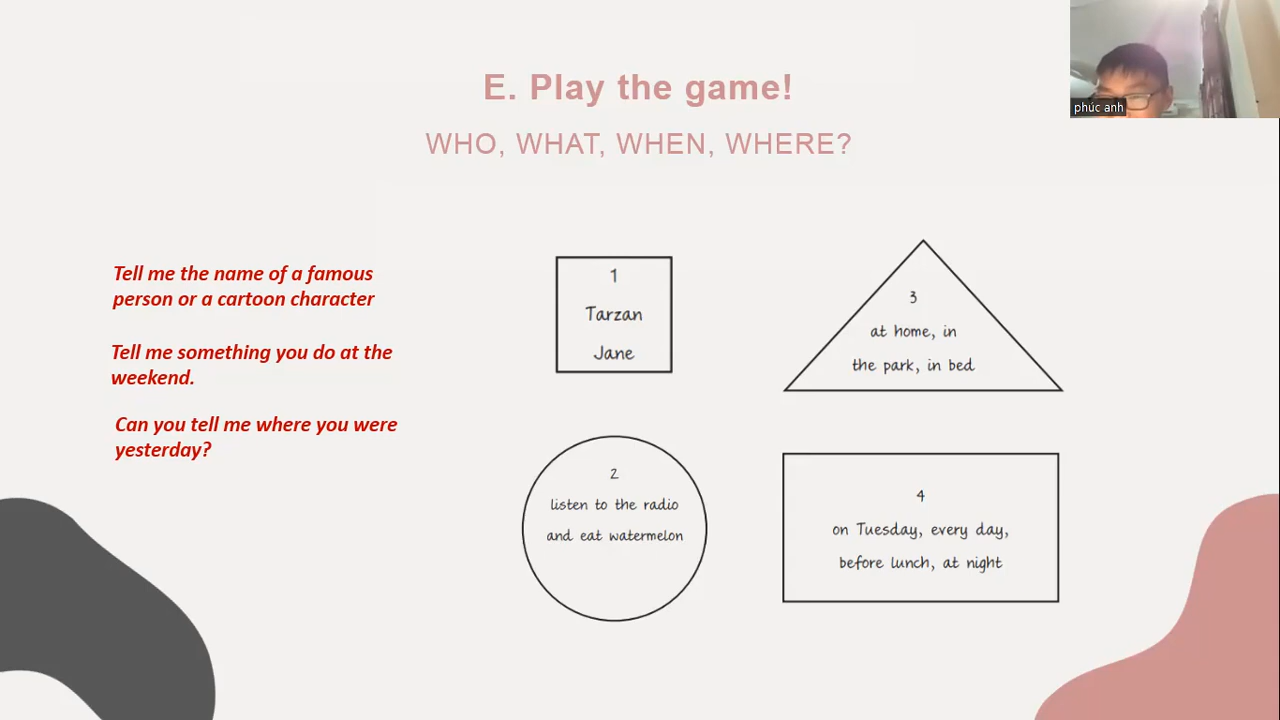 E. Play the game!
WHO, WHAT, WHEN, WHERE?
phúc anh
Tell me the name of a famous
person or a cartoon character
Tell me something you do at the
weekend.
Can you tell me where you were
yesterday?
1
Tarzan
Jane
3
at home, in
the park, in bed
2
listen to the radio
and eat watermelon
4
on Tuesday, every day,
before lunch, at night